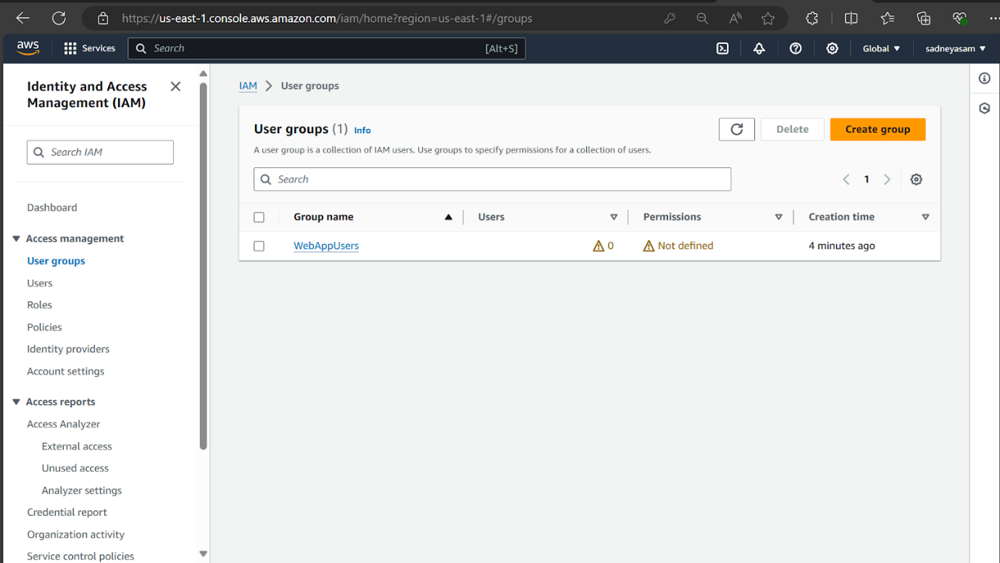 https://us-east-1.console.aws.amazon.com/iam/home?region=us-east-1#/groups
aws Services Search [Alt+S] Global sadneyasam
Identity and Access Management (IAM)
Search IAM
Dashboard
Access management
User groups
Users
Roles
Policies
Identity providers
Account settings
Access reports
Access Analyzer
External access
Unused access
Analyzer settings
Credential report
Organization activity
Service control policies
IAM > User groups
User groups (1) Info
Delete
Create group
A user group is a collection of IAM users. Use groups to specify permissions for a collection of users.
Search
1
Group name Users Permissions Creation time
WebAppUsers 0 Not defined 4 minutes ago